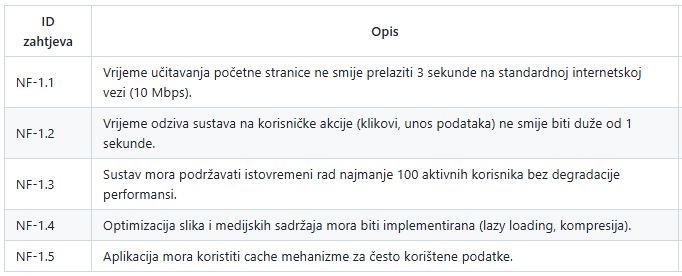 ID
zahtjeva
Opis
NF-1.1
Vrijeme učitavanja početne stranice ne smije prelaziti 3 sekunde na standardnoj internetskoj
vezi (10 Mbps).
NF-1.2
Vrijeme odziva sustava na korisničke akcije (klikovi, unos podataka) ne smije biti duže od 1
sekunde.
NF-1.3
Sustav mora podržavati istovremeni rad najmanje 100 aktivnih korisnika bez degradacije
performansi.
NF-1.4
Optimizacija slika i medijskih sadržaja mora biti implementirana (lazy loading, kompresija).
NF-1.5
Aplikacija mora koristiti cache mehanizme za često korištene podatke.